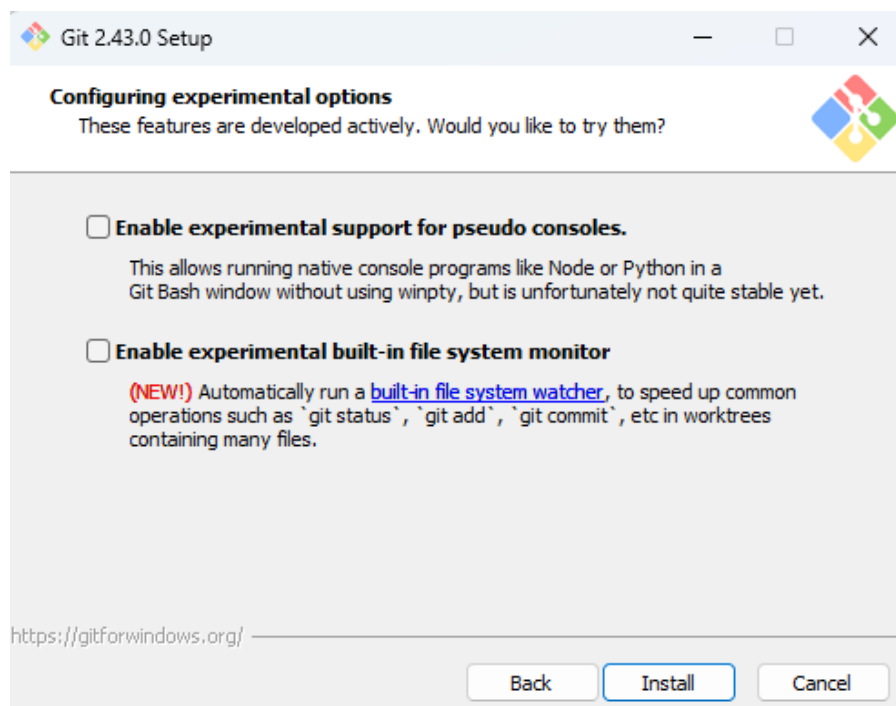 Git 2.43.0 Setup
Configuring experimental options
These features are developed actively. Would you like to try them?
Enable experimental support for pseudo consoles.
This allows running native console programs like Node or Python in a
Git Bash window without using winpty, but is unfortunately not quite stable yet.
Enable experimental built-in file system monitor
(NEW!) Automatically run a built-in file system watcher, to speed up common
operations such as `git status`, `git add`, `git commit`, etc in worktrees
containing many files.
https://gitforwindows.org/
Back Install Cancel